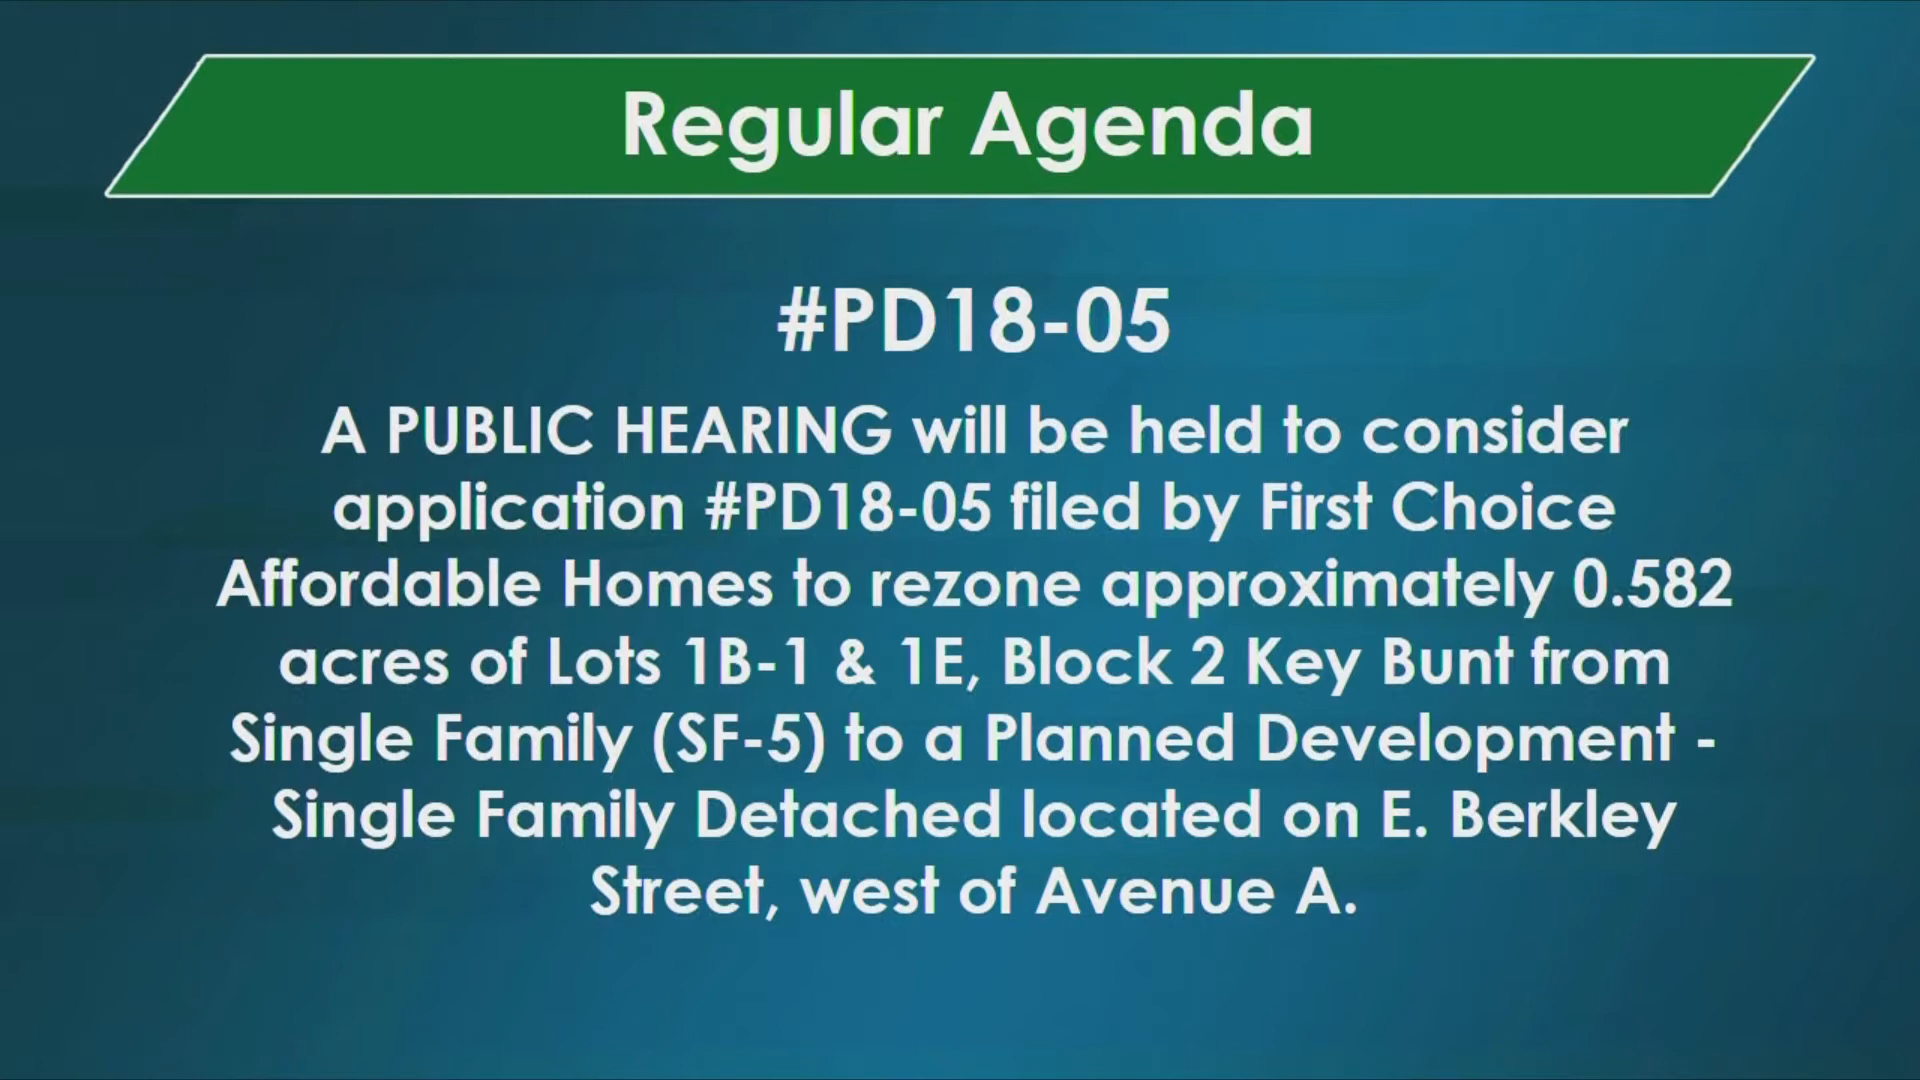 Regular Agenda
#PD18-05
A PUBLIC HEARING will be held to consider
application #PD18-05 filed by First Choice
Affordable Homes to rezone approximately 0.582
acres of Lots 1B-1 & 1E, Block 2 Key Bunt from
Single Family (SF-5) to a Planned Development -
Single Family Detached located on E. Berkley
Street, west of Avenue A.